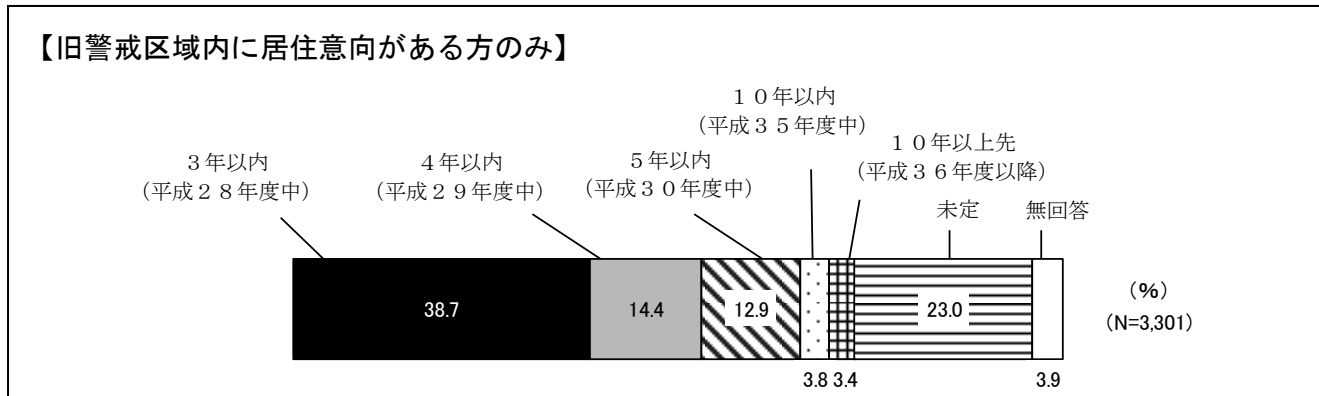 【旧警戒区域内に居住意向がある方のみ】
１０年以内
（平成３５年度中）
１０年以上先
（平成３６年度以降）
３年以内
（平成２８年度中）
４年以内
（平成２９年度中）
５年以内
（平成３０年度中）
未定
無回答
38.7
14.4
12.9
23.0
3.8
3.4
3.9
（%）
（N=3,301）